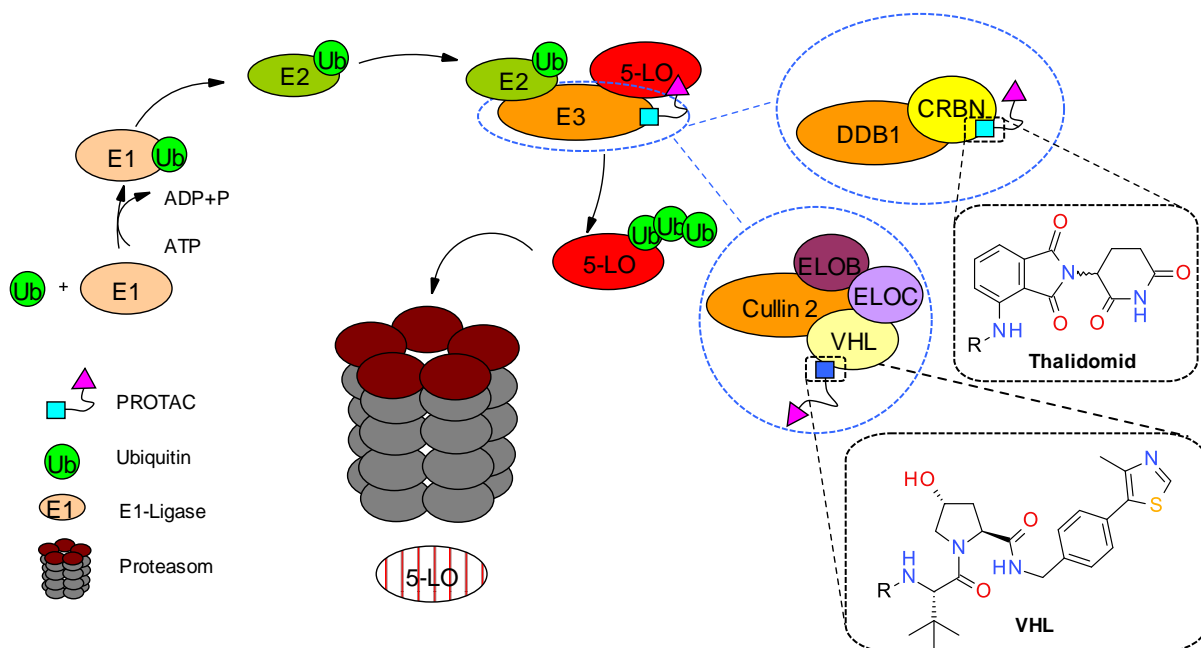 Ub
E2
Ub
E2
5-LO
E3
CRBN
DDB1
E1
Ub
ADP+P
ATP
Ub
+
E1
Ub
Ub
Ub
5-LO
ELOB
ELOC
Cullin 2
VHL
O
N
O
O
NH
O
NH
R
Thalidomid
PROTAC
Ub
Ubiquitin
E1
E1-Ligase
Proteasom
5-LO
N
S
HO
O
N
NH
H
N
R
O
VHL